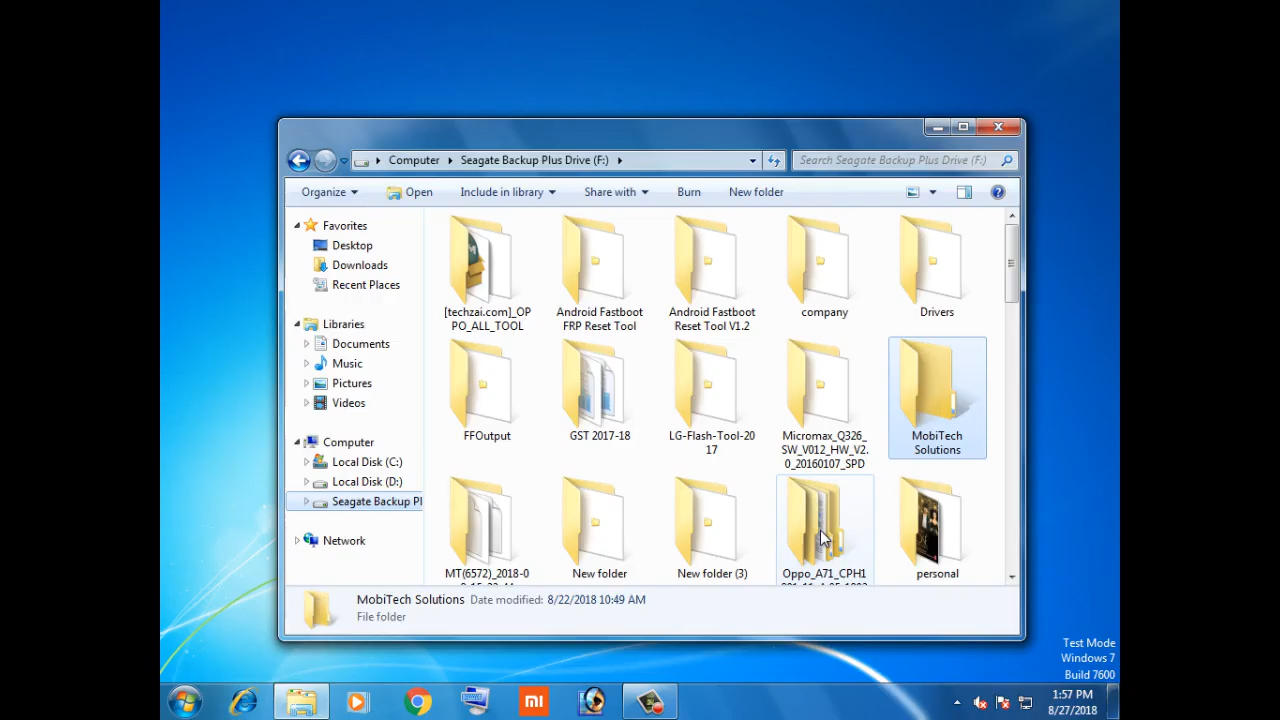 Computer
Seagate Backup Plus Drive (F:)
Search Seagate Backup Plus Drive (F:)
Organize
Open
Include in library
Share with
Burn
New folder
Favorites
Desktop
Downloads
Recent Places
Libraries
Documents
Music
Pictures
Videos
Computer
Local Disk (C:)
Local Disk (D:)
Seagate Backup Pl
Network
[techzai.com]_OP
PO_ALL_TOOL
Android Fastboot
FRP Reset Tool
Android Fastboot
Reset Tool V1.2
company
Drivers
FFOutput
GST 2017-18
LG-Flash-Tool-20
17
Micromax_Q326_
SW_V012_HW_V2.
0_20160107_SPD
MobiTech
Solutions
MT(6572)_2018-0
New folder
New folder (3)
Oppo_A71_CPH1
personal
MobiTech Solutions
Date modified: 8/22/2018 10:49 AM
File folder
Test Mode
Windows 7
Build 7600
mi
1:57 PM
8/27/2018